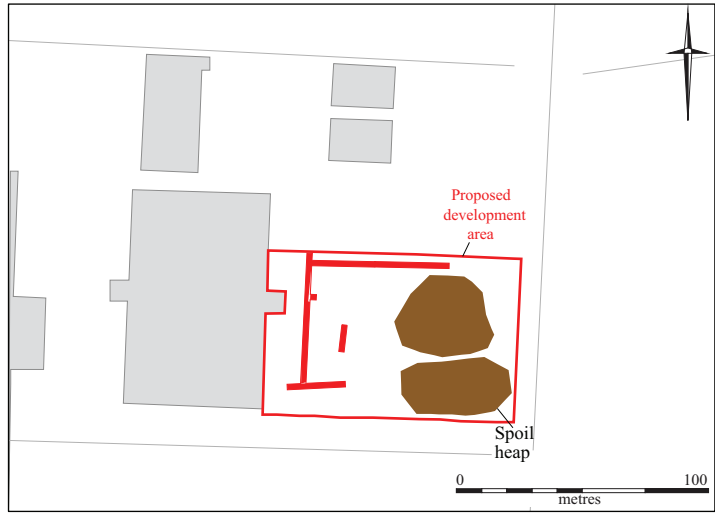 Proposed
development
area
Spoil
heap
0
100
metres